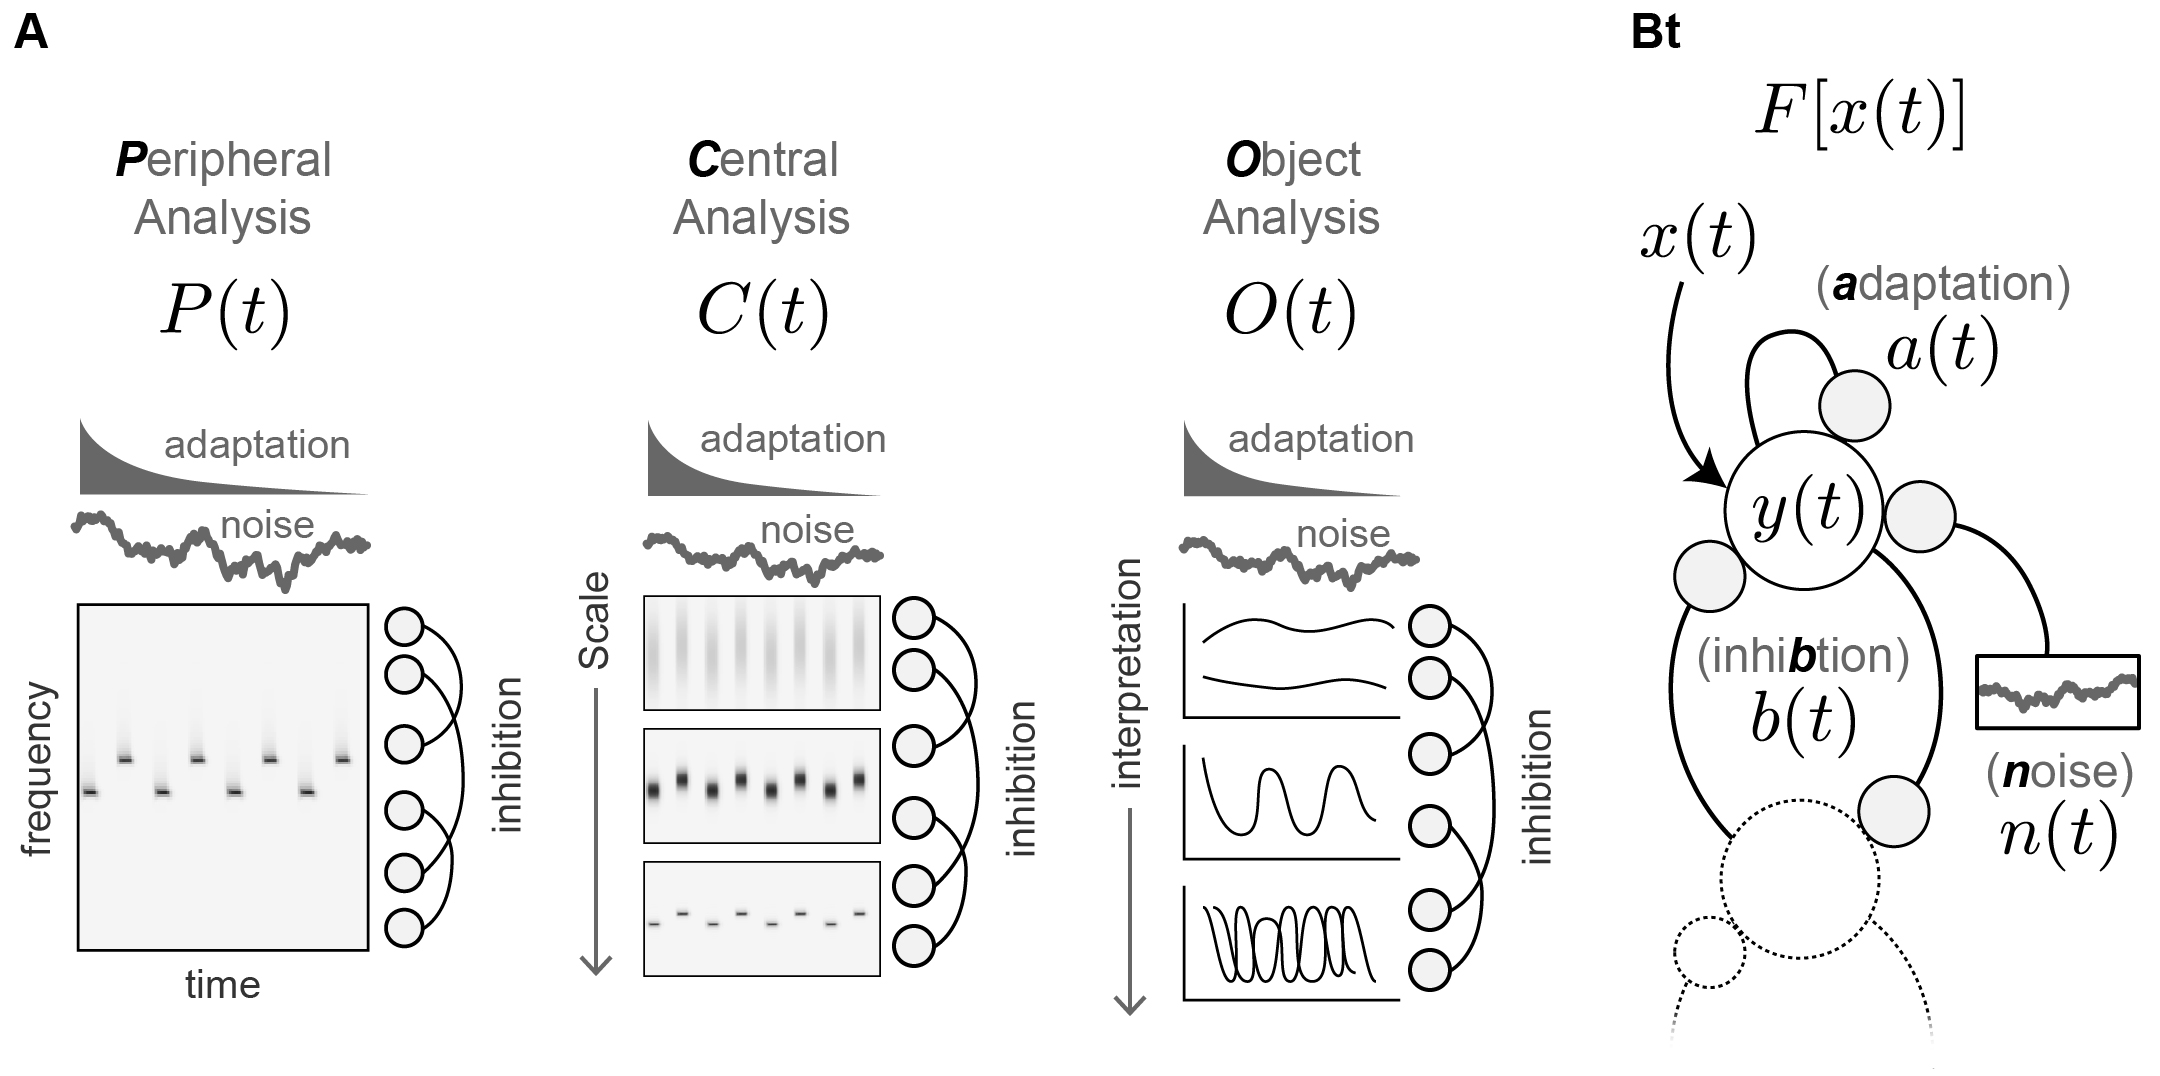 A
Peripheral
Analysis
P(t)
adaptation
noise
frequency
time
inhibition
Central
Analysis
C(t)
adaptation
noise
Scale
inhibition
Object
Analysis
O(t)
adaptation
noise
interpretation
inhibition
Bt
F[x(t)]
x(t)
(adaptation)
a(t)
y(t)
(inhibtion)
b(t)
(noise)
n(t)